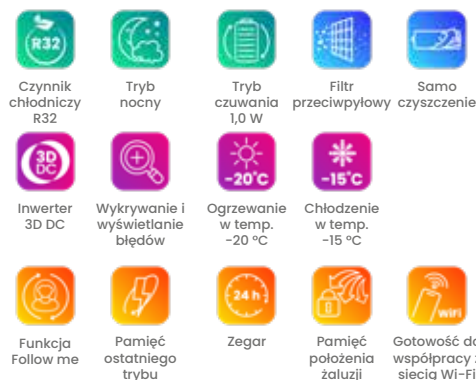 R32
Czynnik
chłodniczy
R32
Tryb
nocny
Tryb
czuwania
1,0 W
Filtr
przeciwpyłowy
Samo
czyszczenie
3D
DC
Inwerter
3D DC
Wykrywanie i
wyświetlanie
błędów
-20°C
Ogrzewanie
w temp.
-20 °C
-15°C
Chłodzenie
w temp.
-15 °C
Funkcja
Follow me
Pamięć
ostatniego
trybu
24 h
Zegar
Pamięć
położenia
żaluzji
WiFi
Gotowość do
współpracy z
siecią Wi-Fi